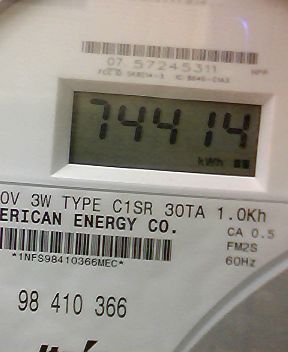 07 57245311
74414
kWh
0V 3W TYPE C1SR 30TA 1.0Kh
ERICAN ENERGY CO.
CA 0.5
FM2S
*1NFS98410366MEC*
60Hz
98 410 366